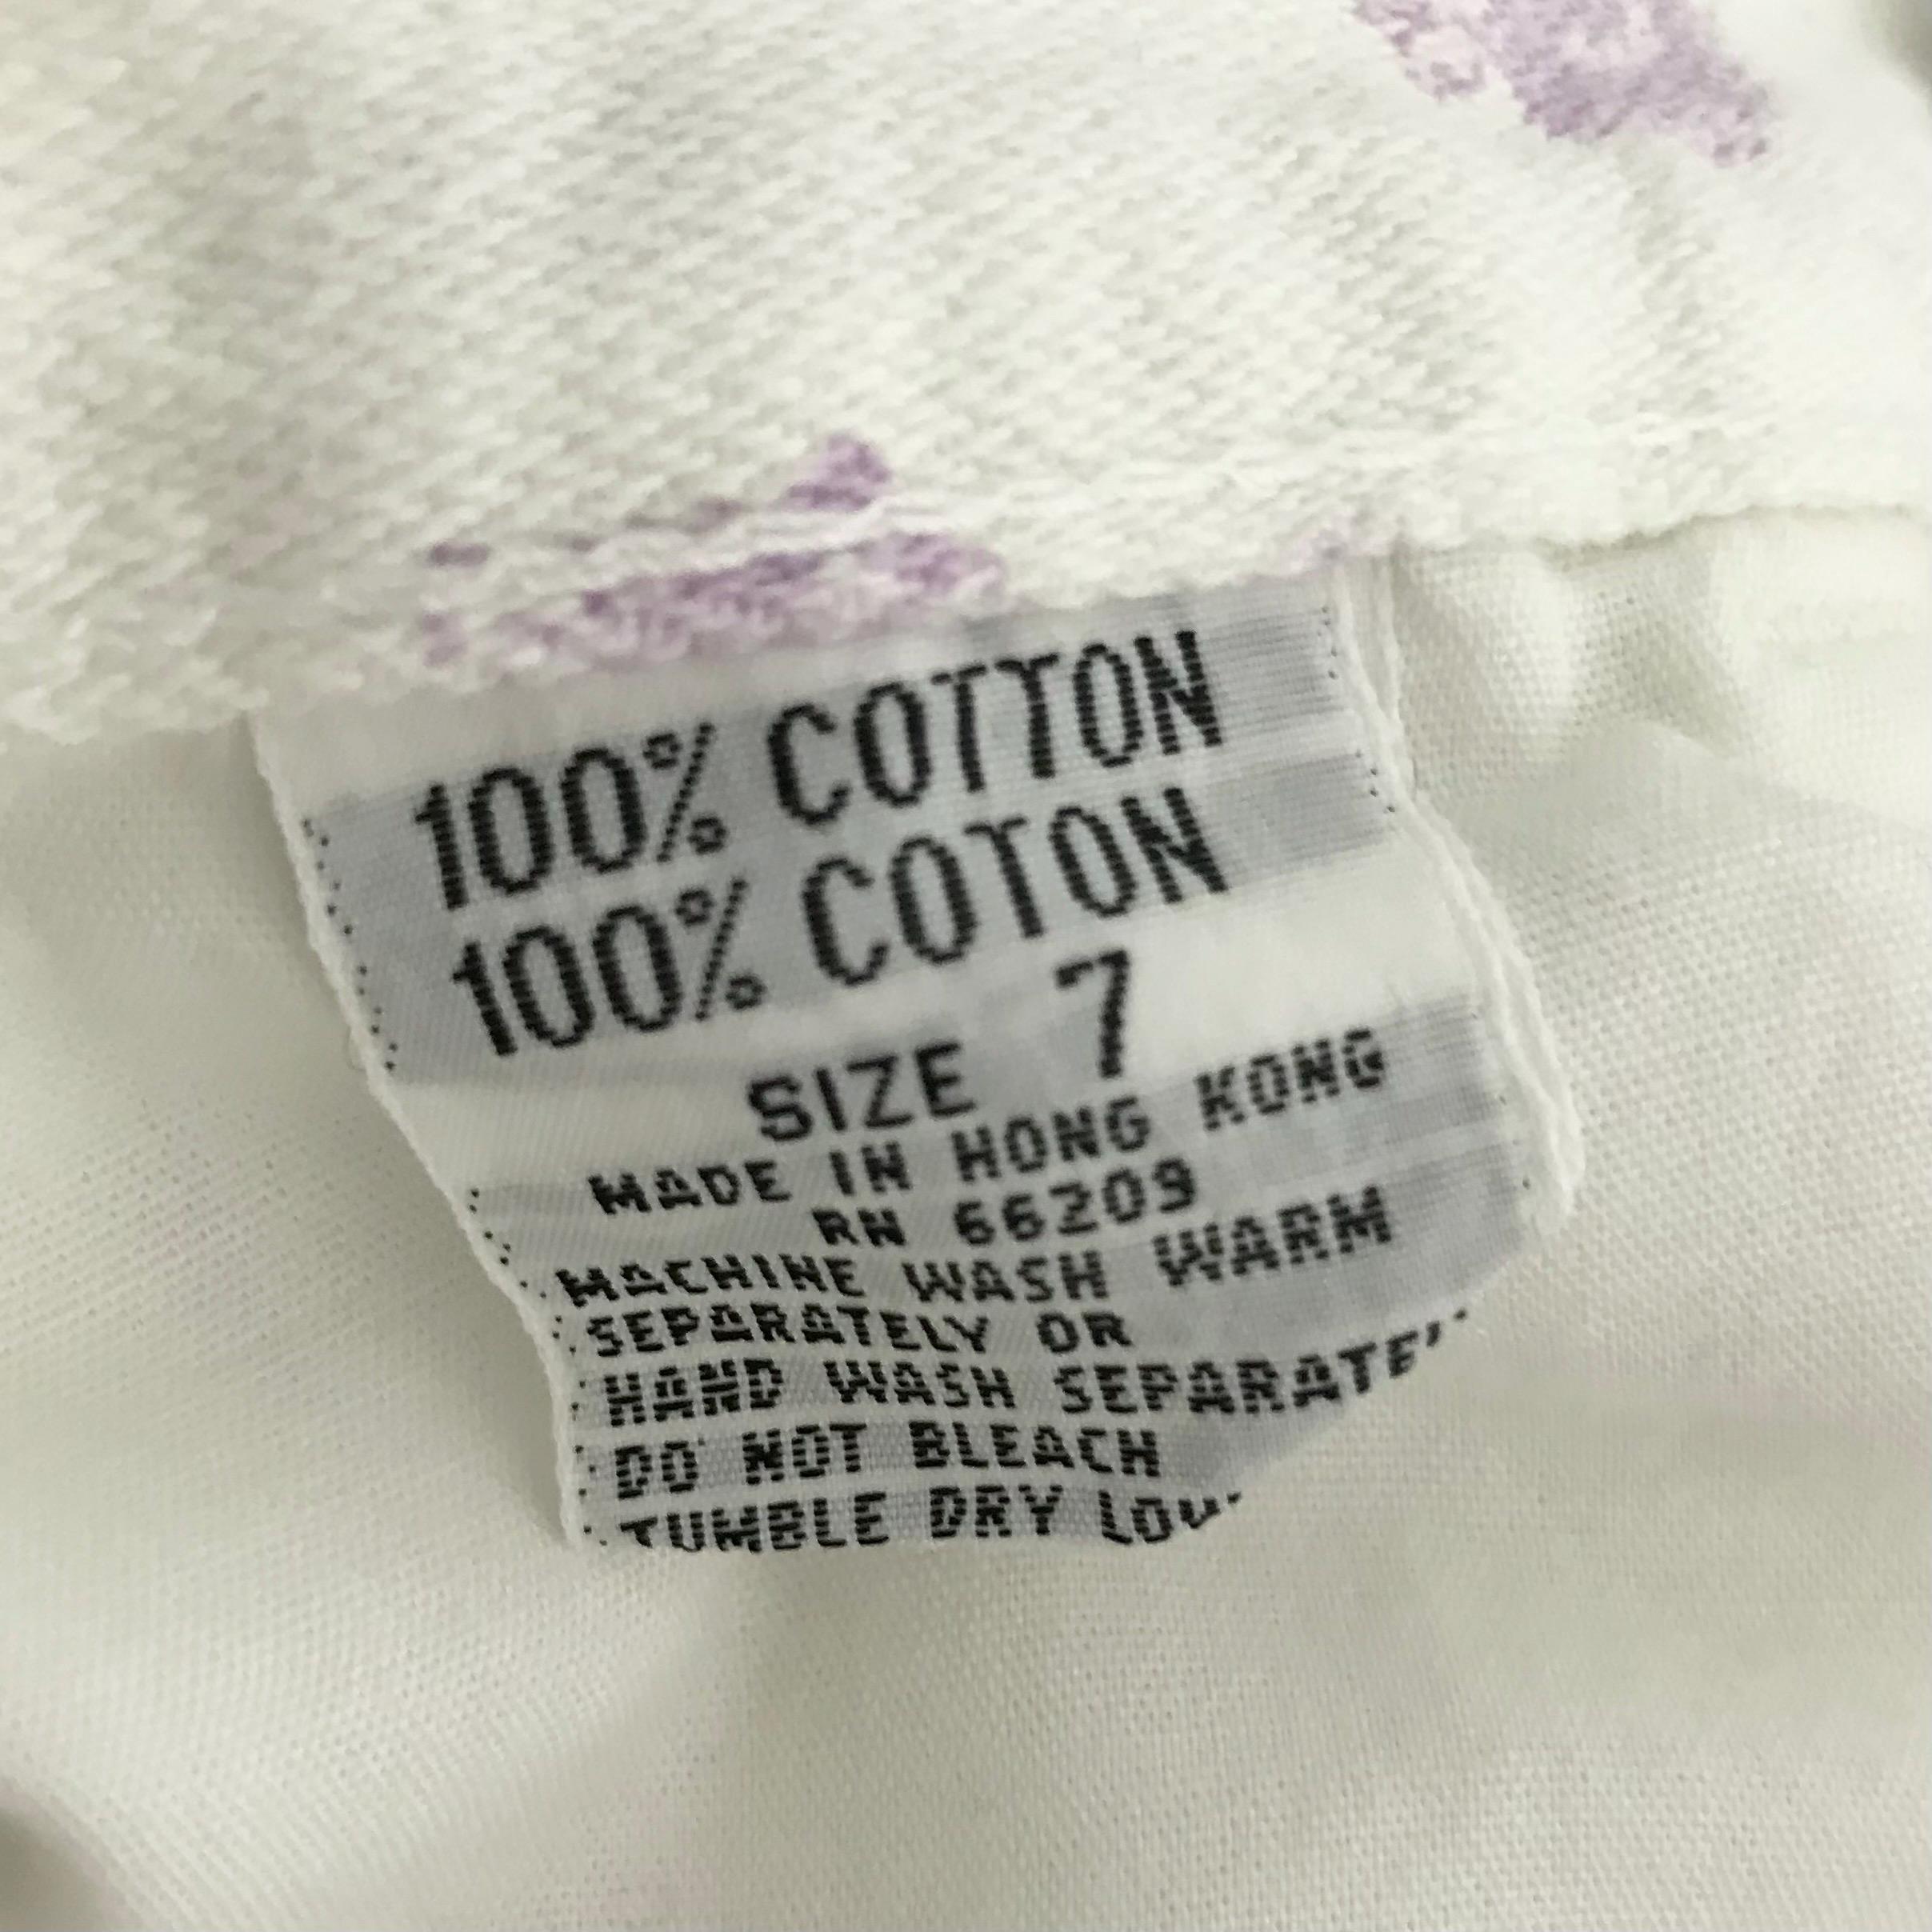 100% COTTON
100% COTON
SIZE 7
MADE IN HONG KONG
RN 66209
MACHINE WASH WARM
SEPARATELY OR
HAND WASH SEPARATE
DO NOT BLEACH
TUMBLE DRY LOW